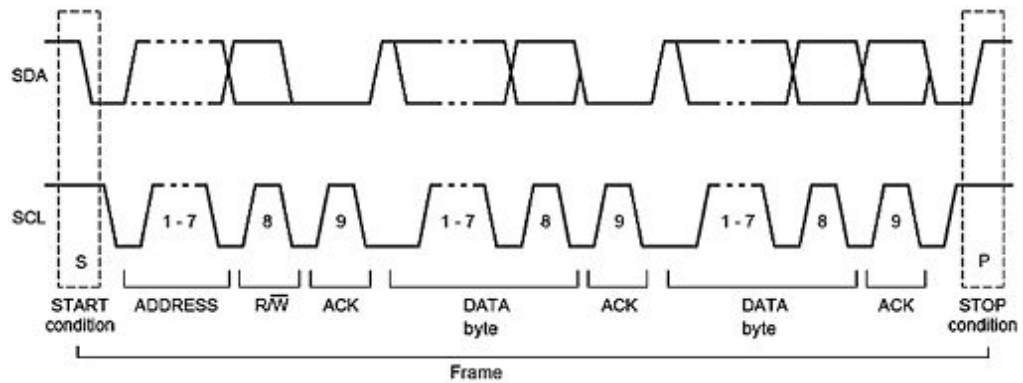 SDA
SCL
1 - 7 8 9 1 - 7 8 9 1 - 7 8 9
S P
START condition ADDRESS R/W̅ ACK DATA byte ACK DATA byte ACK STOP condition
Frame